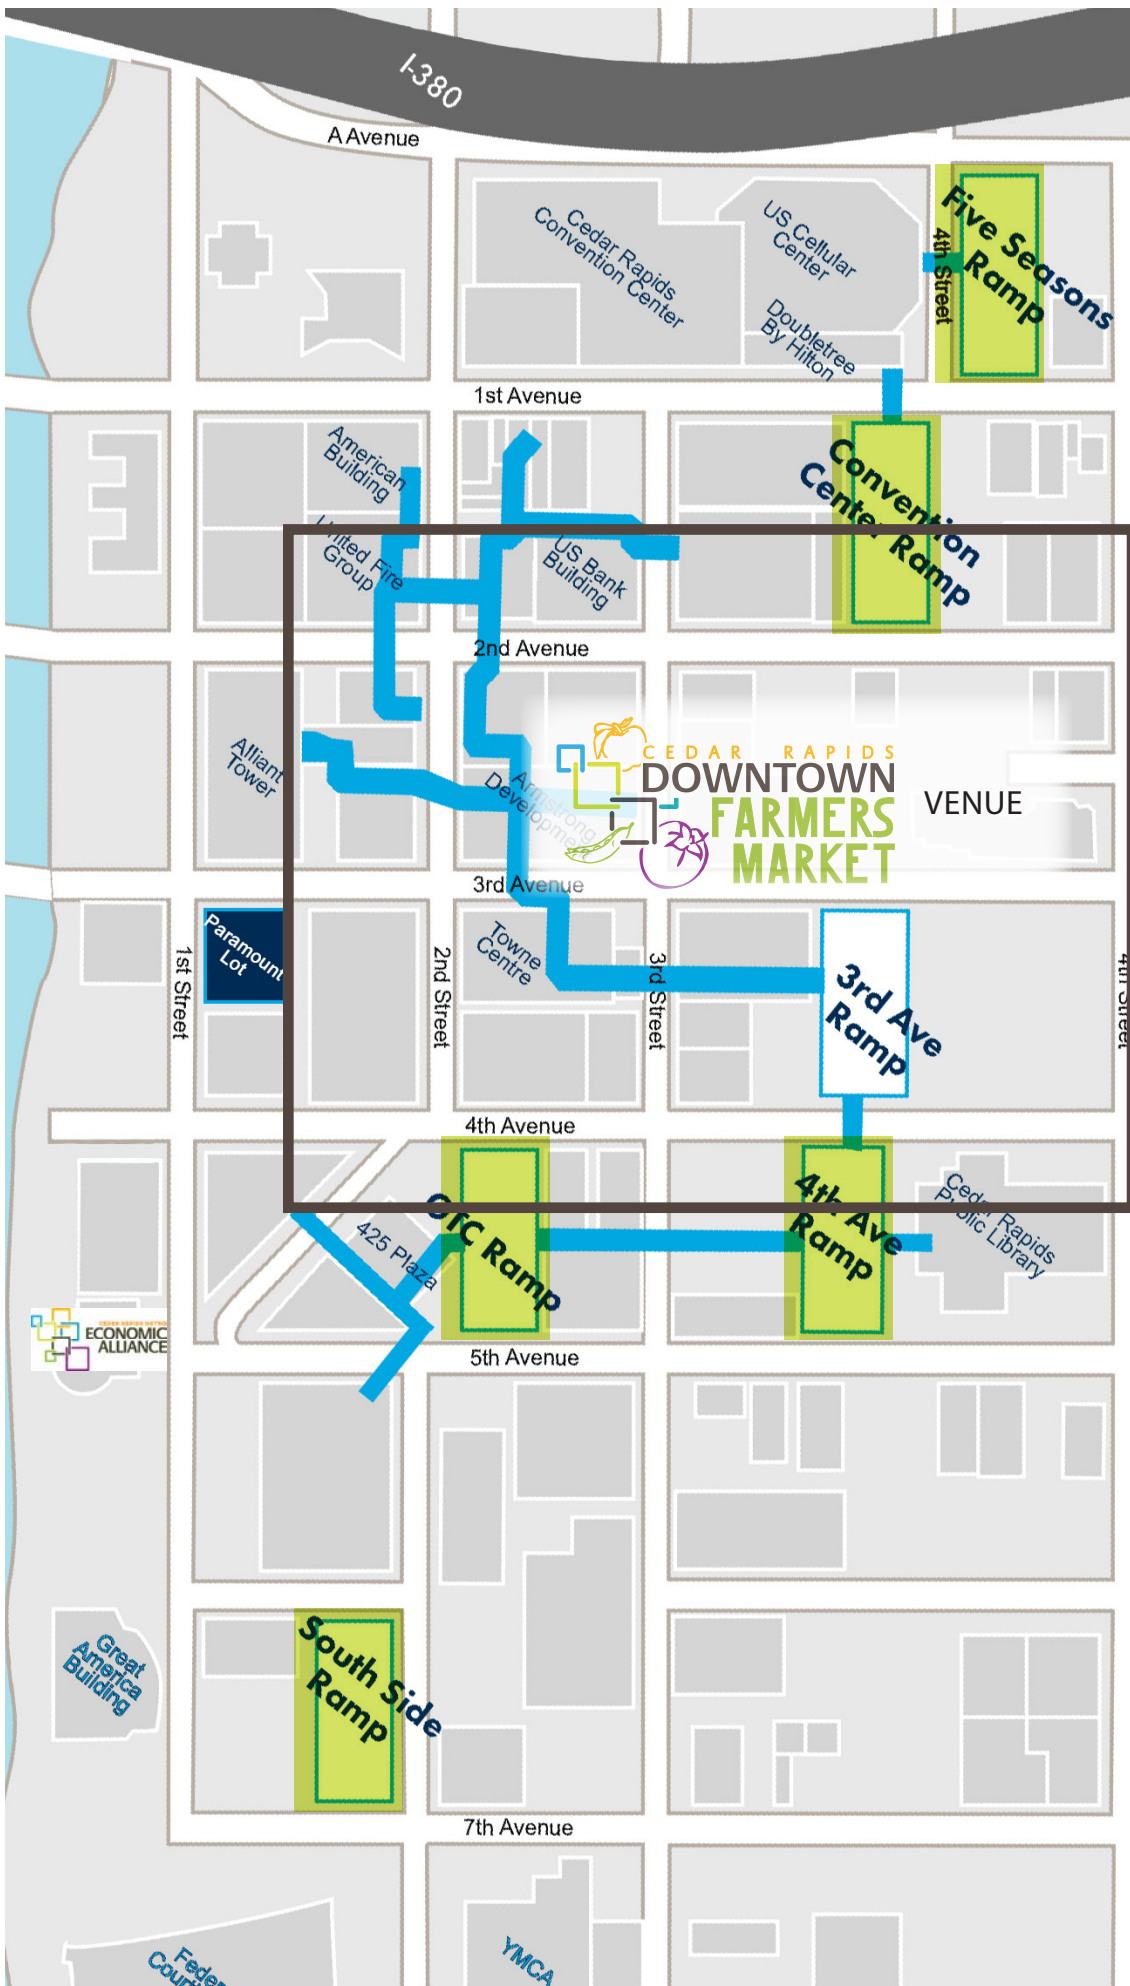 I-380
A Avenue
Cedar Rapids
Convention Center
US Cellular
Center
Doubletree
By Hilton
4th Street
Five Seasons
Ramp
1st Avenue
American
Building
United Fire
Group
US Bank
Building
Convention
Center Ramp
2nd Avenue
Alliant
Tower
Armstrong
Development
CEDAR RAPIDS
DOWNTOWN
FARMERS
MARKET
VENUE
3rd Avenue
Paramount
Lot
1st Street
2nd Street
Towne
Centre
3rd Street
3rd Ave
Ramp
4th Street
4th Avenue
425 Plaza
GTC Ramp
4th Ave
Ramp
Cedar Rapids
Public Library
CEDAR RAPIDS METRO
ECONOMIC
ALLIANCE
5th Avenue
Great
America
Building
South Side
Ramp
7th Avenue
YMCA